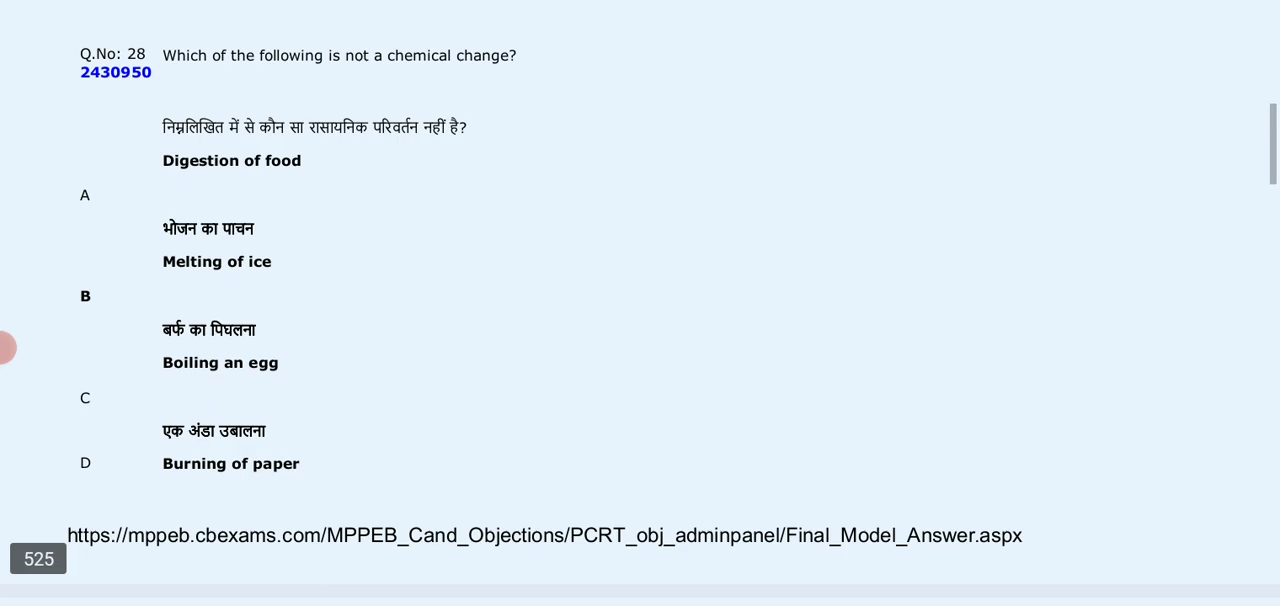 Q.No: 28 Which of the following is not a chemical change?
2430950
निम्नलिखित में से कौन सा रासायनिक परिवर्तन नहीं है?
Digestion of food
A
भोजन का पाचन
Melting of ice
B
बर्फ का पिघलना
Boiling an egg
C
एक अंडा उबालना
D Burning of paper
https://mppeb.cbexams.com/MPPEB_Cand_Objections/PCRT_obj_adminpanel/Final_Model_Answer.aspx
525